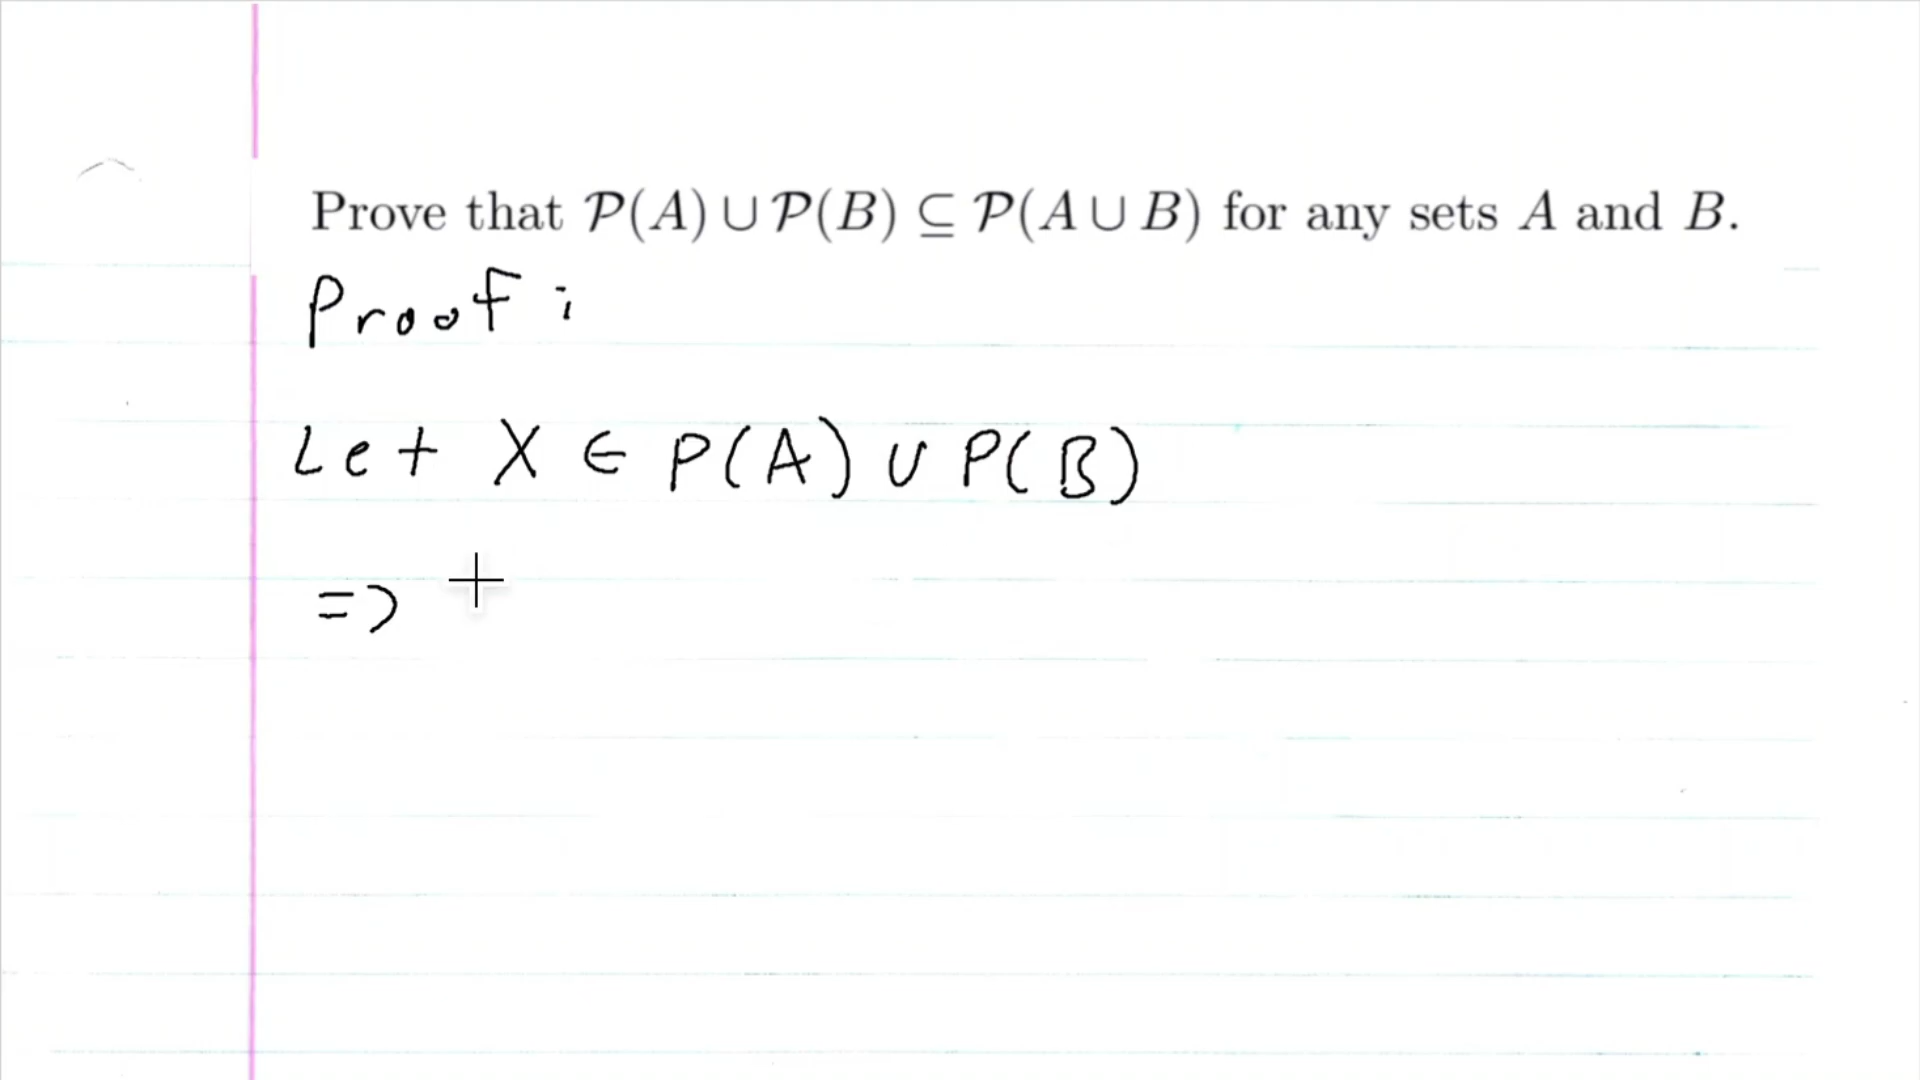 Prove that 𝒫(A) ∪ 𝒫(B) ⊆ 𝒫(A ∪ B) for any sets A and B.
Proof:
Let X ∈ P(A) ∪ P(B)
=>